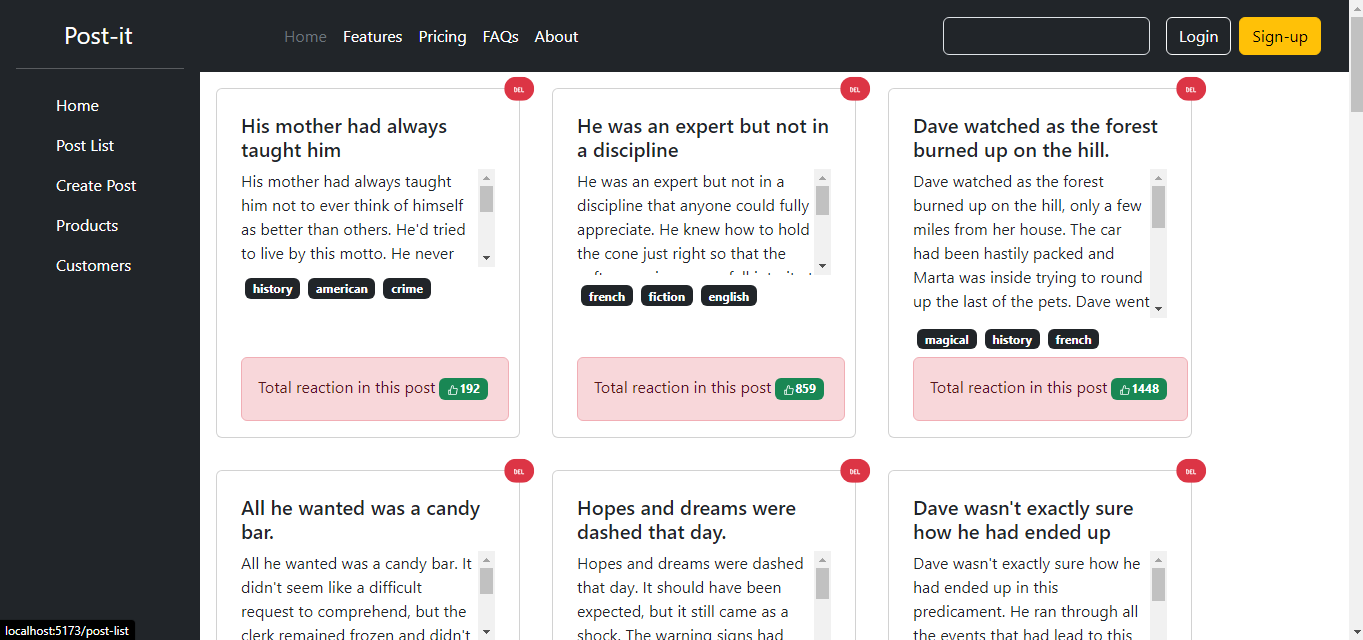 Post-it
Home Features Pricing FAQs About
Login
Sign-up
Home
Post List
Create Post
Products
Customers
DEL
His mother had always
taught him
His mother had always taught
him not to ever think of himself
as better than others. He'd tried
to live by this motto. He never
history american crime
Total reaction in this post 192
DEL
He was an expert but not in
a discipline
He was an expert but not in a
discipline that anyone could fully
appreciate. He knew how to hold
the cone just right so that the
french fiction english
Total reaction in this post 859
DEL
Dave watched as the forest
burned up on the hill.
Dave watched as the forest
burned up on the hill, only a few
miles from her house. The car
had been hastily packed and
Marta was inside trying to round
up the last of the pets. Dave went
magical history french
Total reaction in this post 1448
DEL
All he wanted was a candy
bar.
All he wanted was a candy bar. It
didn't seem like a difficult
request to comprehend, but the
clerk remained frozen and didn't
DEL
Hopes and dreams were
dashed that day.
Hopes and dreams were dashed
that day. It should have been
expected, but it still came as a
shock. The warning signs had
DEL
Dave wasn't exactly sure
how he had ended up
Dave wasn't exactly sure how he
had ended up in this
predicament. He ran through all
the events that had lead to this
localhost:5173/post-list